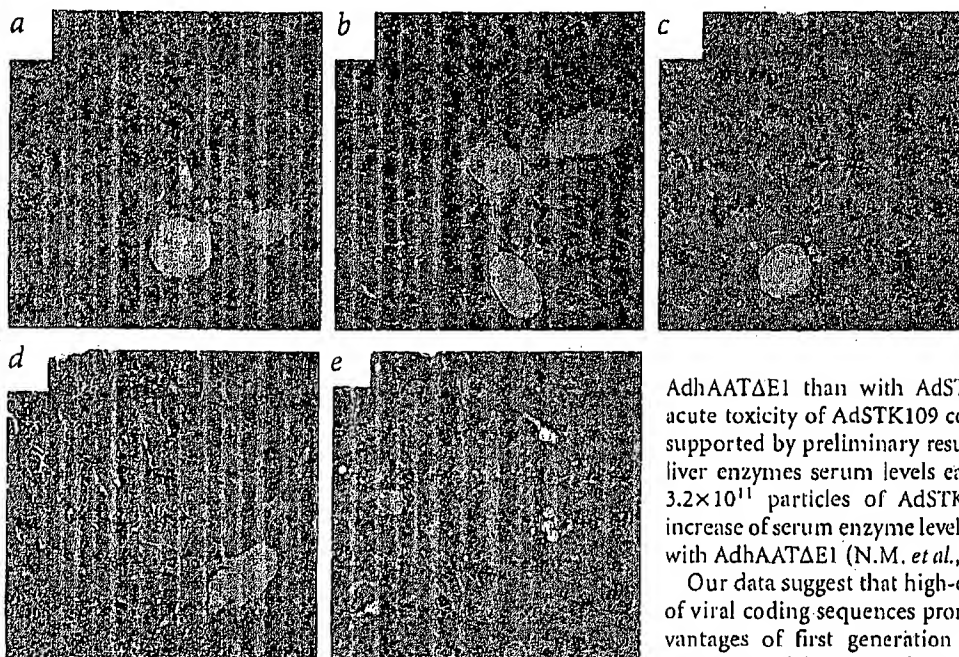 a
b
c
d
e
AdhAATΔE1 than with AdST
acute toxicity of AdSTK109 co
supported by preliminary resu
liver enzymes serum levels ea
3.2×10¹¹ particles of AdSTK
increase of serum enzyme level
with AdhAATΔE1 (N.M. et al.,
Our data suggest that high-c
of viral coding sequences pron
vantages of first generation